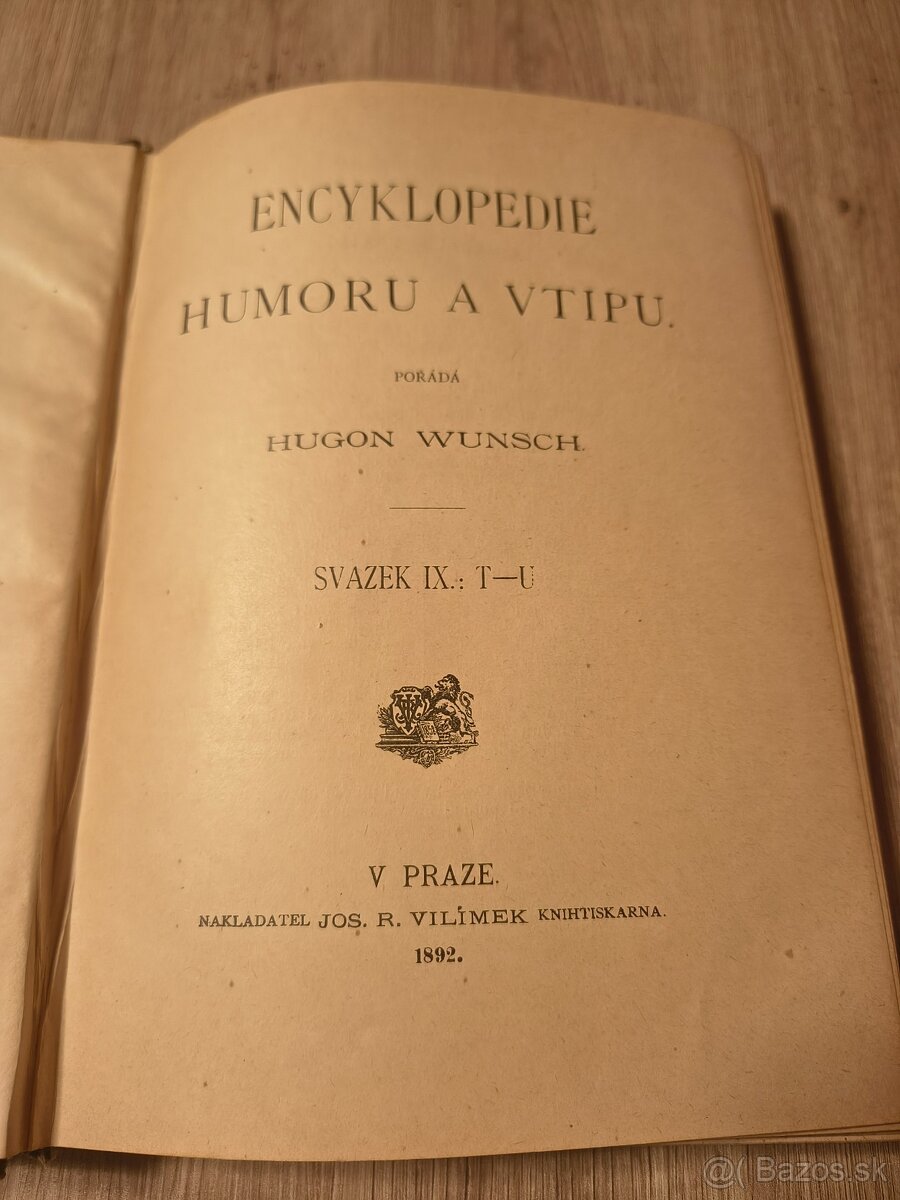 ENCYKLOPEDIE
HUMORU A VTIPU.
POŘÁDÁ
HUGON WUNSCH.
SVAZEK IX.: T—U
V PRAZE.
NAKLADATEL JOS. R. VILÍMEK KNIHTISKARNA.
1892.
@( Bazos.sk